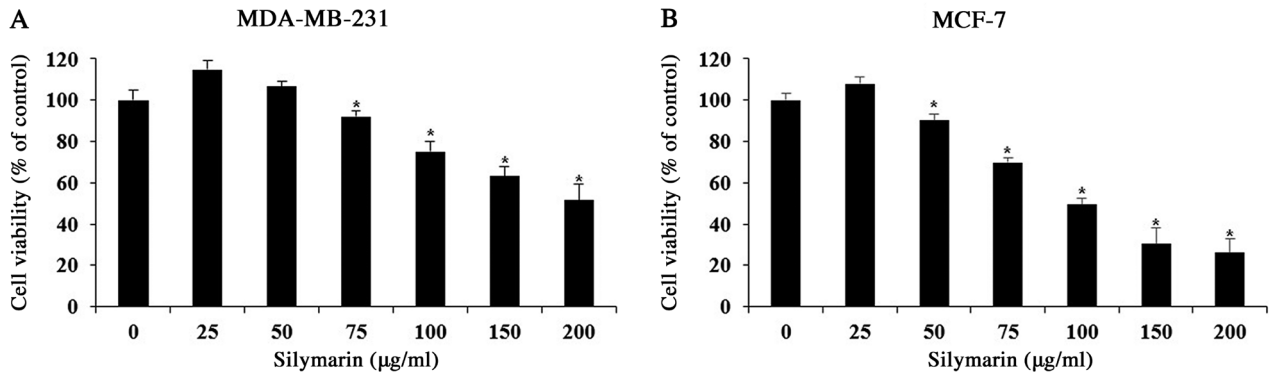 A
MDA-MB-231
Cell viability (% of control)
120
100
80
60
40
20
0
* * * *
0 25 50 75 100 150 200
Silymarin (µg/ml)
B
MCF-7
Cell viability (% of control)
120
100
80
60
40
20
0
* * * * *
0 25 50 75 100 150 200
Silymarin (µg/ml)